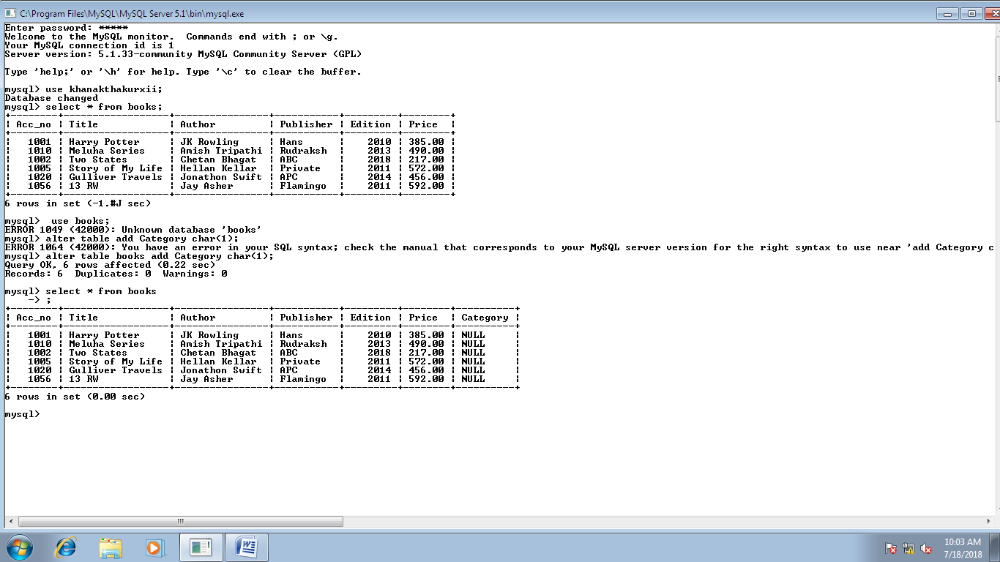 C:\Program Files\MySQL\MySQL Server 5.1\bin\mysql.exe
Enter password: *****
Welcome to the MySQL monitor.  Commands end with ; or \g.
Your MySQL connection id is 1
Server version: 5.1.33-community MySQL Community Server (GPL)

Type 'help;' or '\h' for help. Type '\c' to clear the buffer.

mysql> use khanakthakurxii;
Database changed
mysql> select * from books;
+--------+------------------+----------------+-----------+---------+--------+
| Acc_no | Title            | Author         | Publisher | Edition | Price  |
+--------+------------------+----------------+-----------+---------+--------+
|   1001 | Harry Potter     | JK Rowling     | Hans      |    2010 | 385.00 |
|   1010 | Meluha Series    | Amish Tripathi | Rudraksh  |    2013 | 490.00 |
|   1002 | Two States       | Chetan Bhagat  | ABC       |    2018 | 217.00 |
|   1005 | Story of My Life | Hellan Kellar  | Private   |    2011 | 572.00 |
|   1020 | Gulliver Travels | Jonathon Swift | APC       |    2014 | 456.00 |
|   1056 | 13 RW            | Jay Asher      | Flamingo  |    2011 | 592.00 |
+--------+------------------+----------------+-----------+---------+--------+
6 rows in set (-1.#J sec)

mysql>  use books;
ERROR 1049 (42000): Unknown database 'books'
mysql> alter table add Category char(1);
ERROR 1064 (42000): You have an error in your SQL syntax; check the manual that corresponds to your MySQL server version for the right syntax to use near 'add Category c
mysql> alter table books add Category char(1);
Query OK, 6 rows affected (0.22 sec)
Records: 6  Duplicates: 0  Warnings: 0

mysql> select * from books
    -> ;
+--------+------------------+----------------+-----------+---------+--------+----------+
| Acc_no | Title            | Author         | Publisher | Edition | Price  | Category |
+--------+------------------+----------------+-----------+---------+--------+----------+
|   1001 | Harry Potter     | JK Rowling     | Hans      |    2010 | 385.00 | NULL     |
|   1010 | Meluha Series    | Amish Tripathi | Rudraksh  |    2013 | 490.00 | NULL     |
|   1002 | Two States       | Chetan Bhagat  | ABC       |    2018 | 217.00 | NULL     |
|   1005 | Story of My Life | Hellan Kellar  | Private   |    2011 | 572.00 | NULL     |
|   1020 | Gulliver Travels | Jonathon Swift | APC       |    2014 | 456.00 | NULL     |
|   1056 | 13 RW            | Jay Asher      | Flamingo  |    2011 | 592.00 | NULL     |
+--------+------------------+----------------+-----------+---------+--------+----------+
6 rows in set (0.00 sec)

mysql>
10:03 AM
7/18/2018